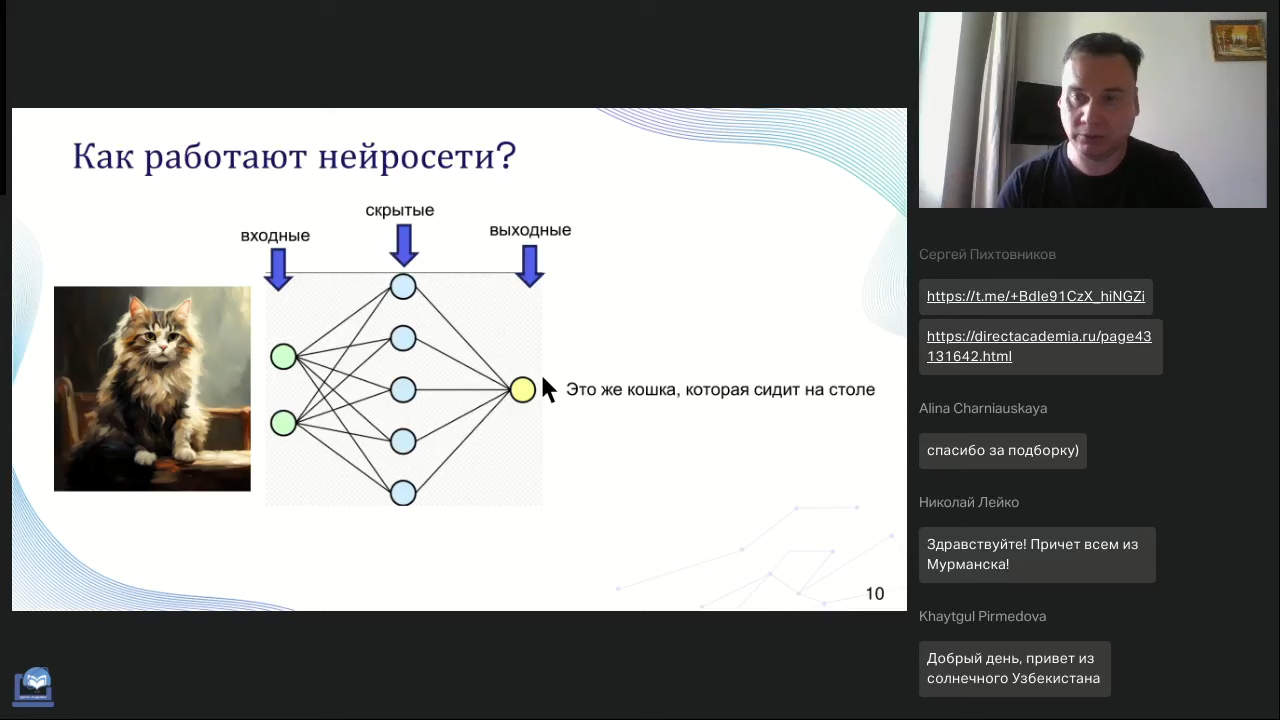 Как работают нейросети?
скрытые
входные
выходные
Это же кошка, которая сидит на столе
10
Сергей Пихтовников
https://t.me/+BdIe91CzX_hiNGZi
https://directacademia.ru/page43
131642.html
Alina Charniauskaya
спасибо за подборку)
Николай Лейко
Здравствуйте! Причет всем из
Мурманска!
Khaytgul Pirmedova
Добрый день, привет из
солнечного Узбекистана